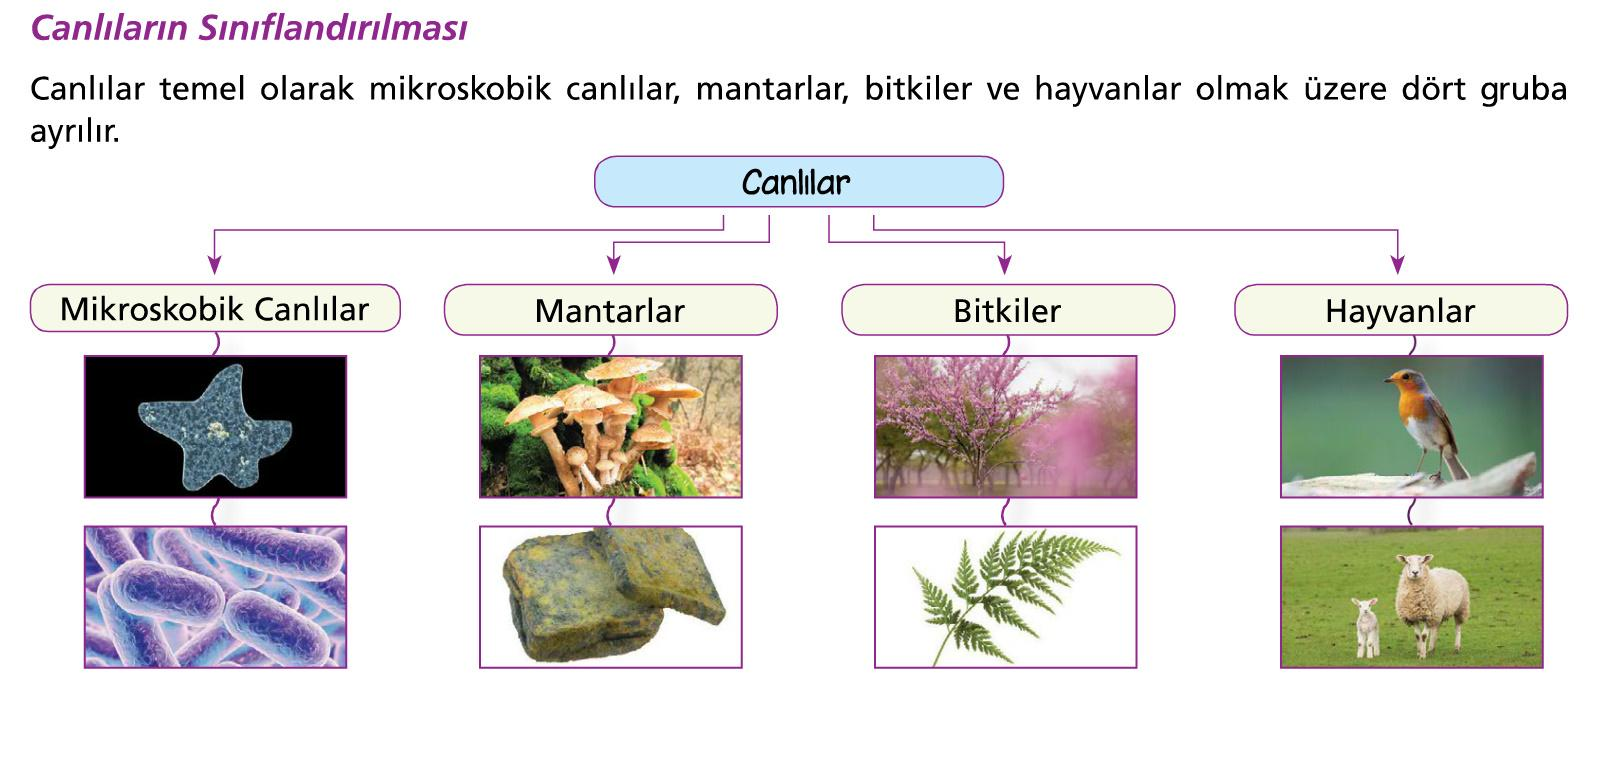 Canlıların Sınıflandırılması
Canlılar temel olarak mikroskobik canlılar, mantarlar, bitkiler ve hayvanlar olmak üzere dört gruba
ayrılır.
Canlılar
Mikroskobik Canlılar
Mantarlar
Bitkiler
Hayvanlar